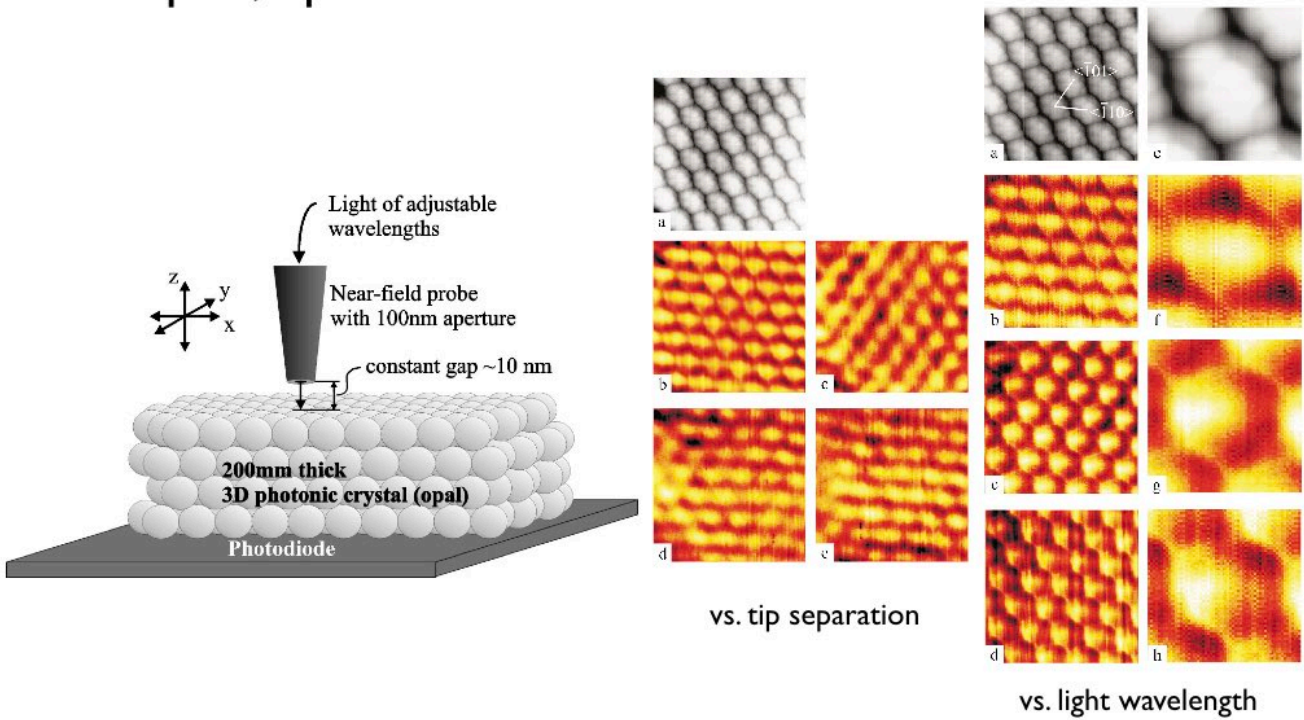 Light of adjustable
wavelengths
z
y
x
Near-field probe
with 100nm aperture
constant gap ~10 nm
200mm thick
3D photonic crystal (opal)
Photodiode
a
b
c
d
e
vs. tip separation
<1̄01>
<1̄10>
a
e
b
f
c
g
d
h
vs. light wavelength